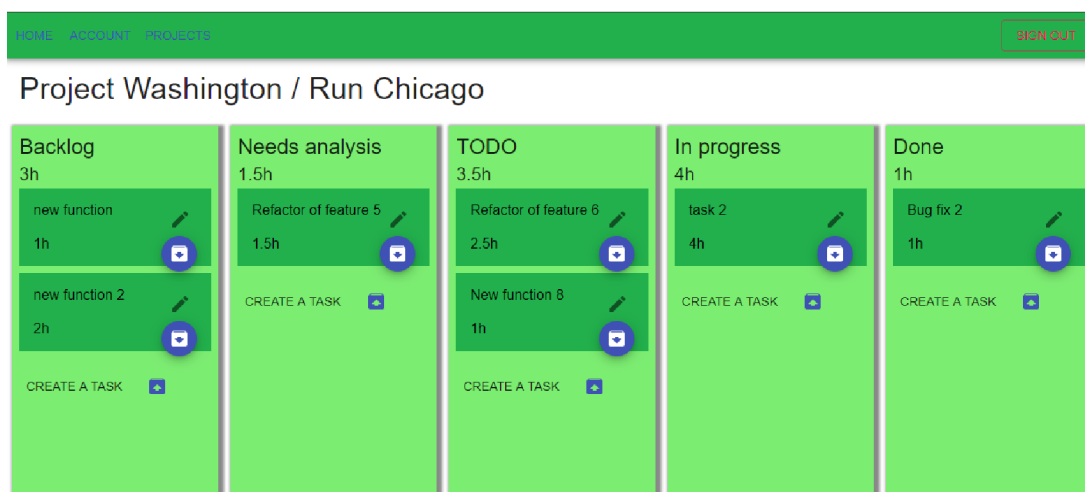 HOME ACCOUNT PROJECTS SIGN OUT
Project Washington / Run Chicago
Backlog
3h
new function
1h
new function 2
2h
CREATE A TASK
Needs analysis
1.5h
Refactor of feature 5
1.5h
CREATE A TASK
TODO
3.5h
Refactor of feature 6
2.5h
New function 8
1h
CREATE A TASK
In progress
4h
task 2
4h
CREATE A TASK
Done
1h
Bug fix 2
1h
CREATE A TASK